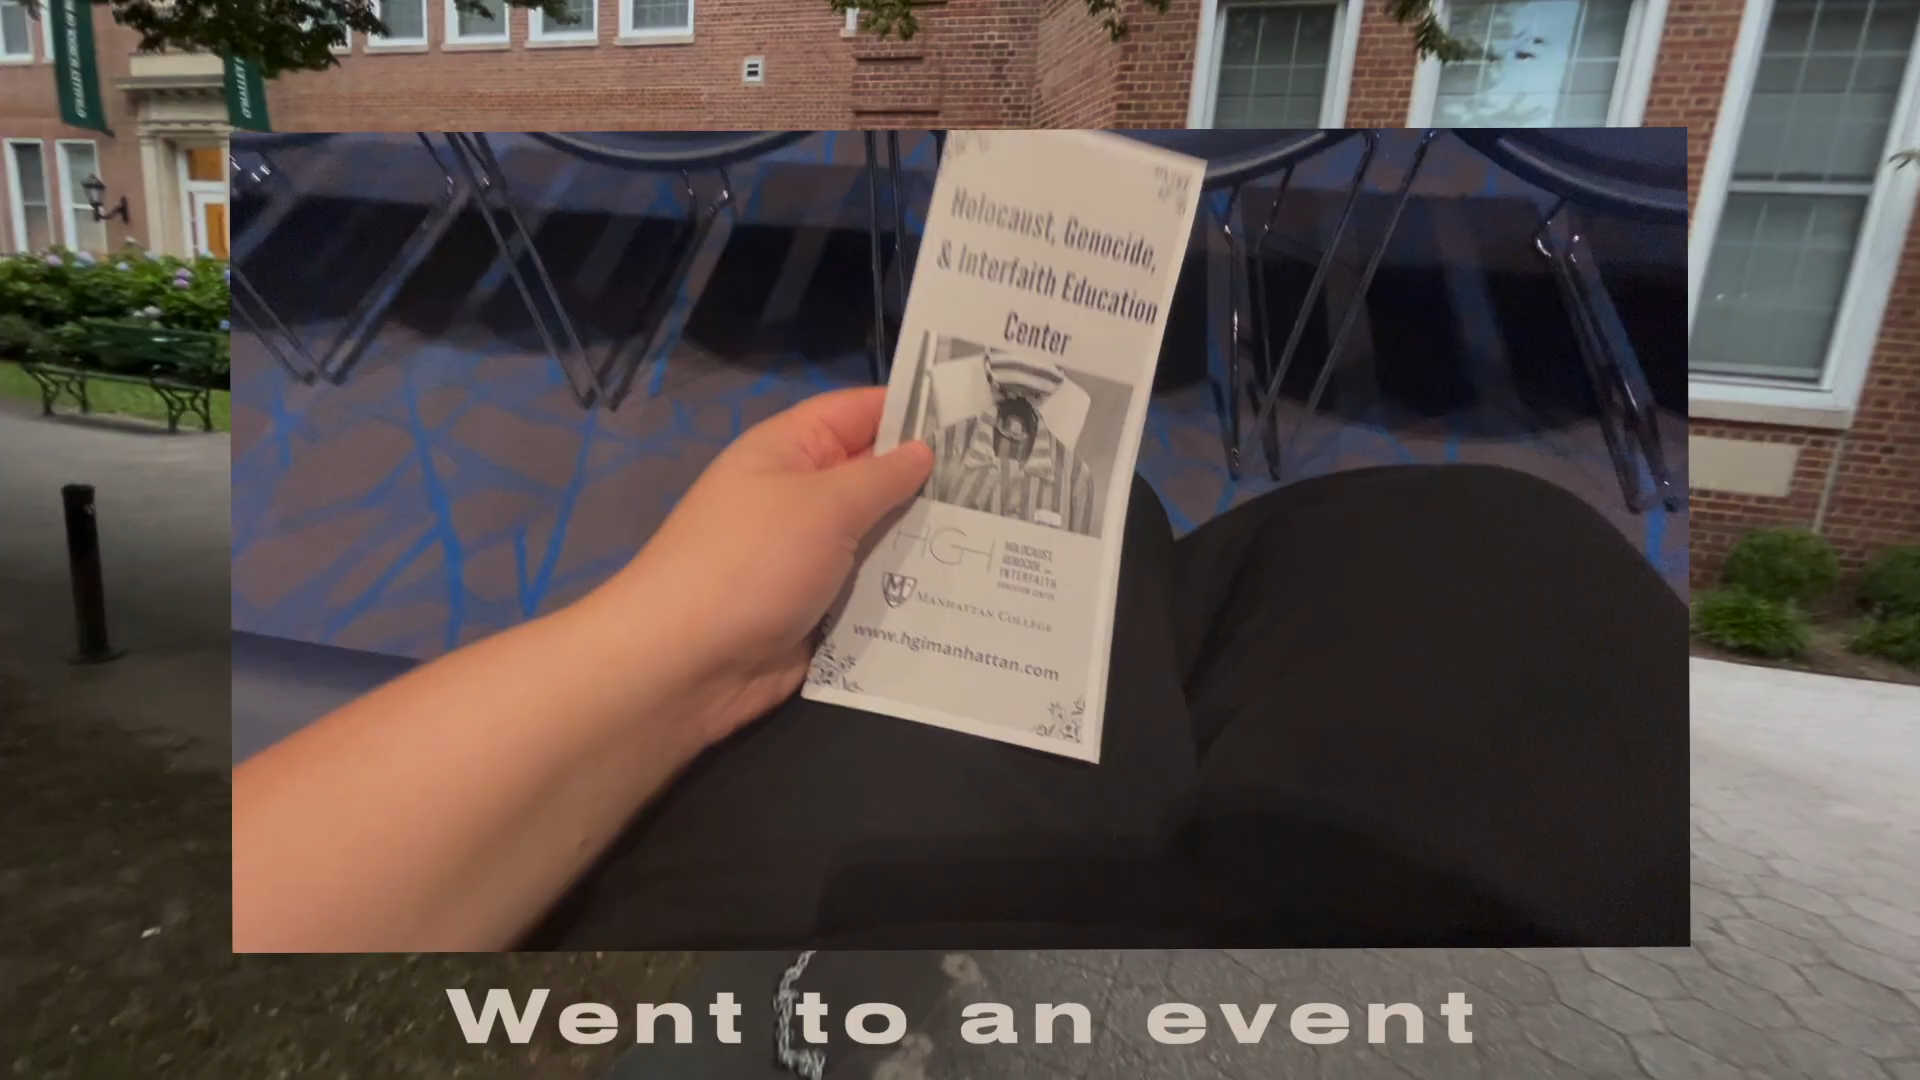 Holocaust, Genocide,
& Interfaith Education
Center
HGI
HOLOCAUST,
GENOCIDE AND
INTERFAITH
EDUCATION CENTER
MANHATTAN COLLEGE
www.hgimanhattan.com
Went to an event